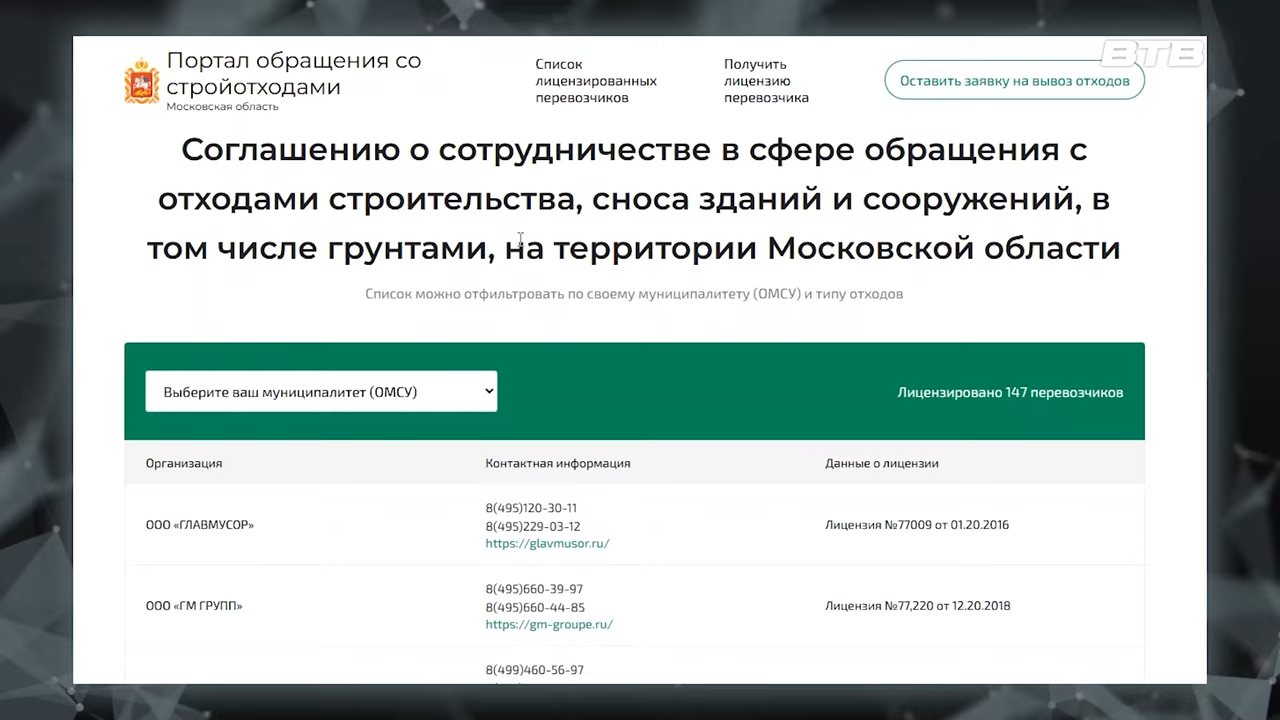 ВТВ
Портал обращения со
стройотходами
Московская область
Список
лицензированных
перевозчиков
Получить
лицензию
перевозчика
Оставить заявку на вывоз отходов
Соглашению о сотрудничестве в сфере обращения с
отходами строительства, сноса зданий и сооружений, в
том числе грунтами, на территории Московской области
Список можно отфильтровать по своему муниципалитету (ОМСУ) и типу отходов
Выберите ваш муниципалитет (ОМСУ)
Лицензировано 147 перевозчиков
Организация
Контактная информация
Данные о лицензии
ООО «ГЛАВМУСОР»
8(495)120-30-11
8(495)229-03-12
https://glavmusor.ru/
Лицензия №77009 от 01.20.2016
ООО «ГМ ГРУПП»
8(495)660-39-97
8(495)660-44-85
https://gm-groupe.ru/
Лицензия №77,220 от 12.20.2018
8(499)460-56-97